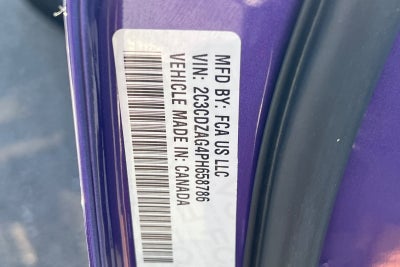 MFD BY: FCA US LLC
VIN: 2C3CDZAG4PH658786
VEHICLE MADE IN: CANADA